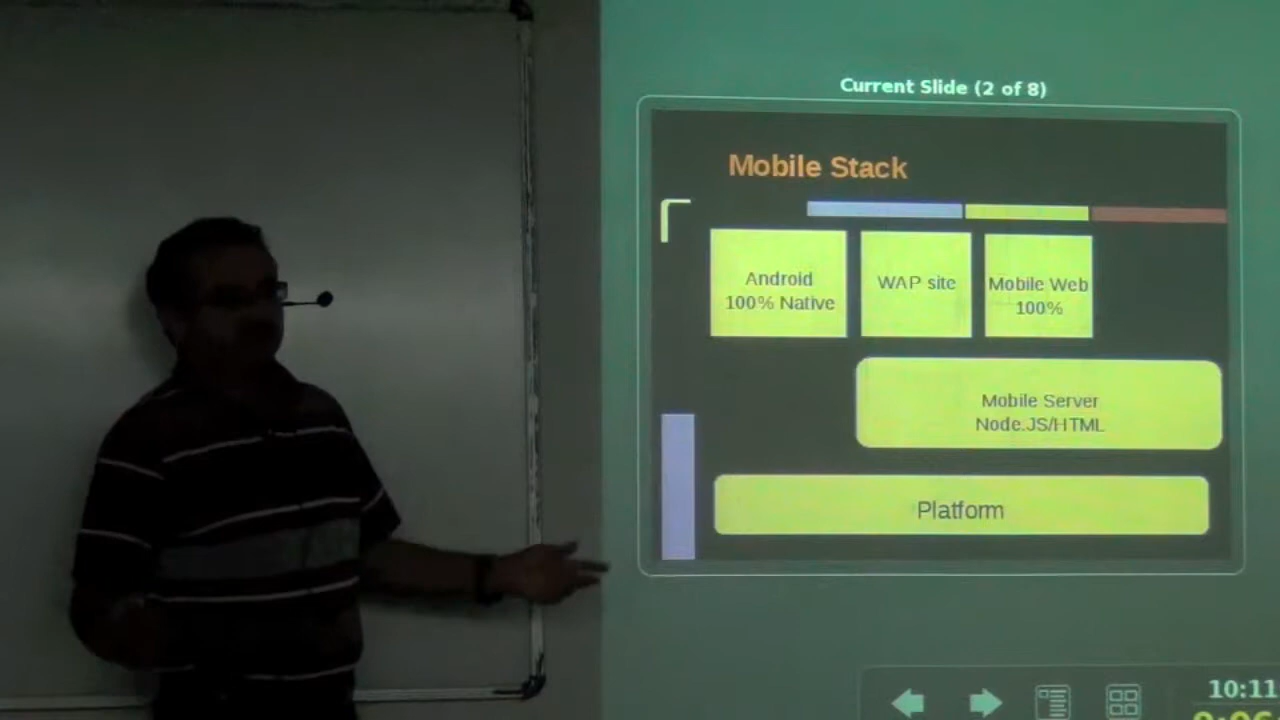 Current Slide (2 of 8)
Mobile Stack
Android
100% Native
WAP site
Mobile Web
100%
Mobile Server
Node.JS/HTML
Platform
10:11